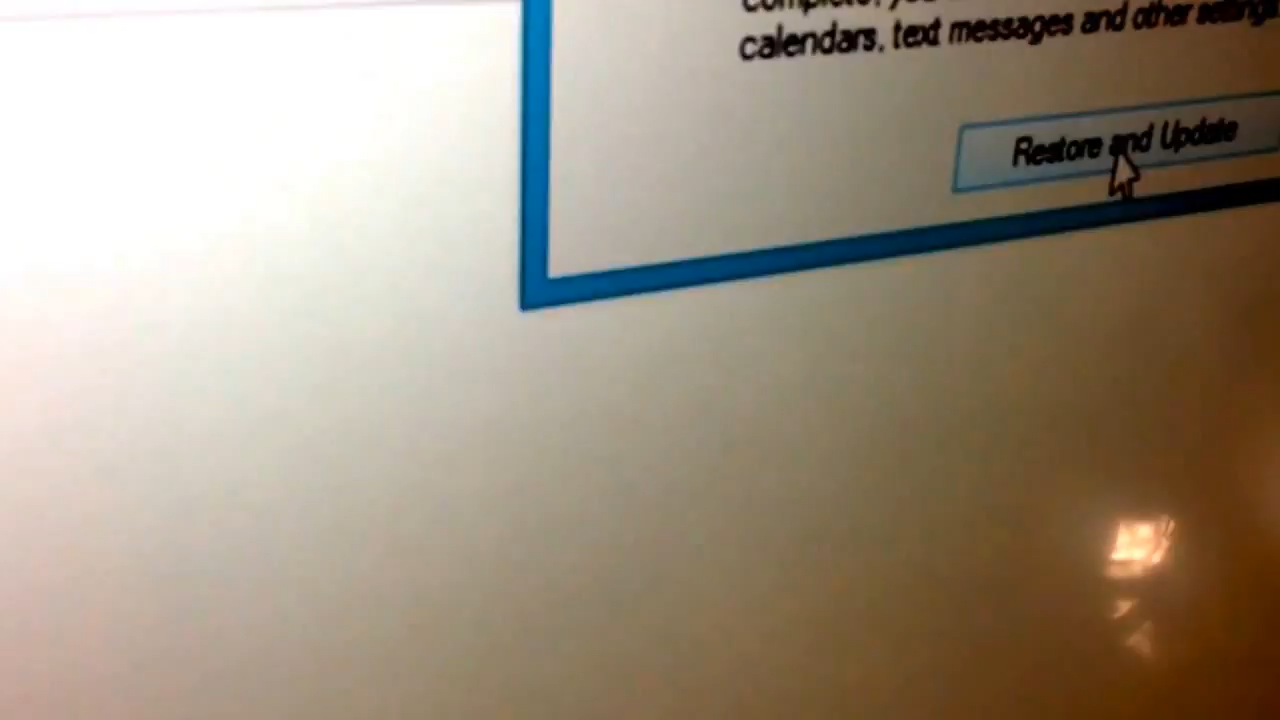 calendars, text messages and other settings
Restore and Update